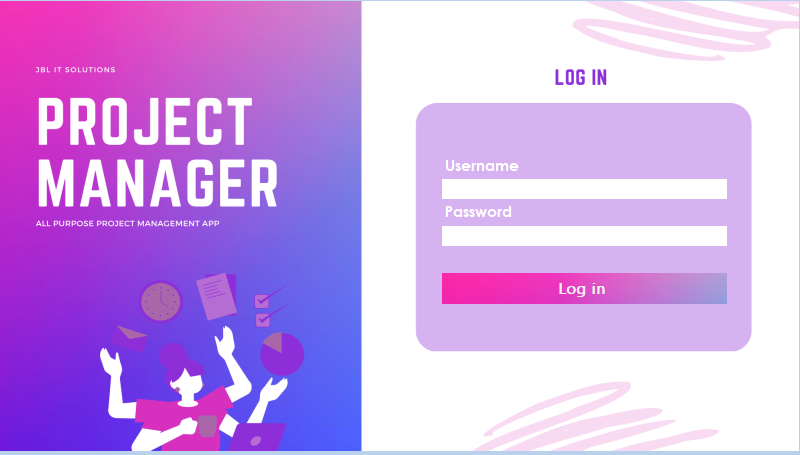 JBL IT SOLUTIONS
PROJECT
MANAGER
ALL PURPOSE PROJECT MANAGEMENT APP
LOG IN
Username
Password
Log in